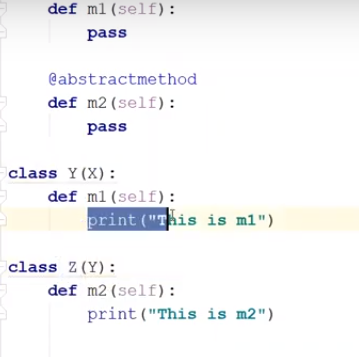 def m1(self):
pass
@abstractmethod
def m2(self):
pass
class Y(X):
def m1(self):
print("This is m1")
class Z(Y):
def m2(self):
print("This is m2")